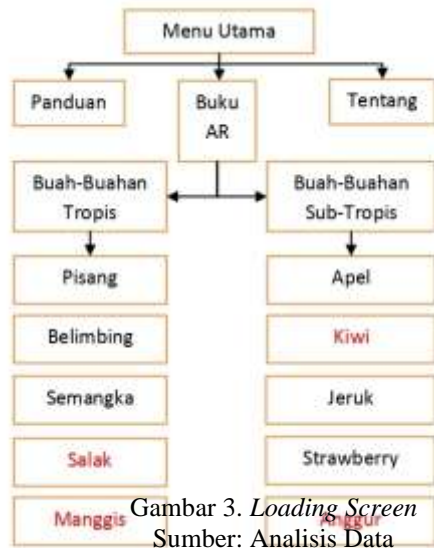 Menu Utama
Panduan
Buku
AR
Tentang
Buah-Buahan
Tropis
Buah-Buahan
Sub-Tropis
Pisang
Apel
Belimbing
Kiwi
Semangka
Jeruk
Salak
Strawberry
Manggis
Anggur
Gambar 3. Loading Screen
Sumber: Analisis Data